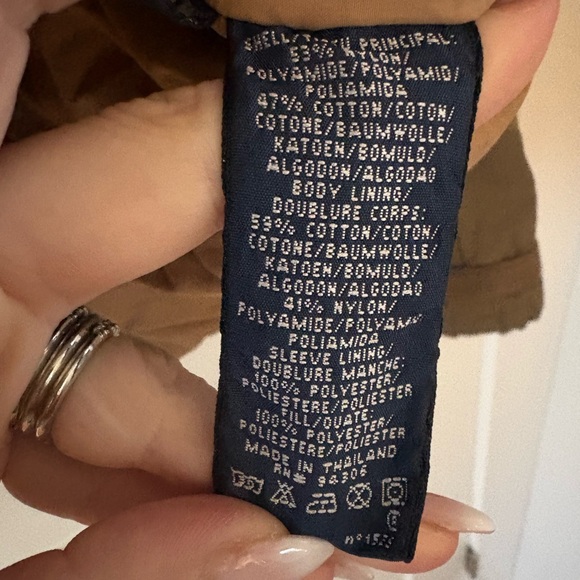 SHELL/TISSU PRINCIPAL:
53% NYLON/
POLYAMIDE/POLYAMID/
POLIAMIDA
47% COTTON/COTON/
COTONE/BAUMWOLLE/
KATOEN/BOMULD/
ALGODON/ALGODAO
BODY LINING/
DOUBLURE CORPS:
59% COTTON/COTON/
COTONE/BAUMWOLLE/
KATOEN/BOMULD/
ALGODON/ALGODAO
41% NYLON/
POLYAMIDE/POLYAMID/
POLIAMIDA
SLEEVE LINING/
DOUBLURE MANCHE:
100% POLYESTER/
POLIESTERE/POLIESTER
FILL/OUATE:
100% POLYESTER/
POLIESTERE/POLIESTER
MADE IN THAILAND
RN# 94306